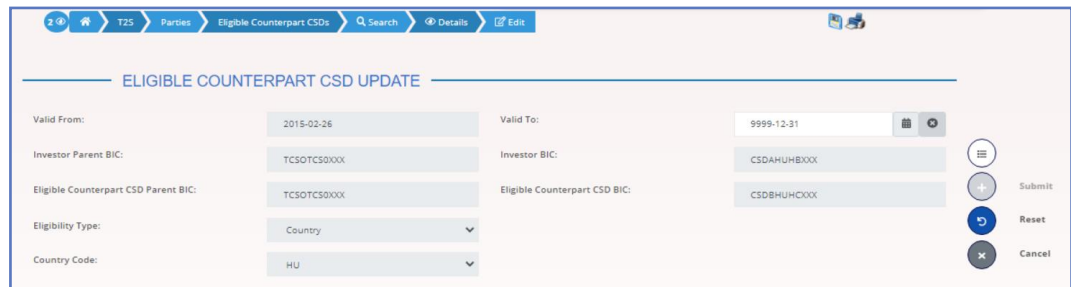 2 T2S Parties Eligible Counterpart CSDs Search Details Edit
ELIGIBLE COUNTERPART CSD UPDATE
Valid From: 2015-02-26 Valid To: 9999-12-31
Investor Parent BIC: TCSOTCS0XXX Investor BIC: CSDAHUHBXXX
Eligible Counterpart CSD Parent BIC: TCSOTCS0XXX Eligible Counterpart CSD BIC: CSDBHUHCXXX
Submit
Eligibility Type: Country
Reset
Country Code: HU
Cancel